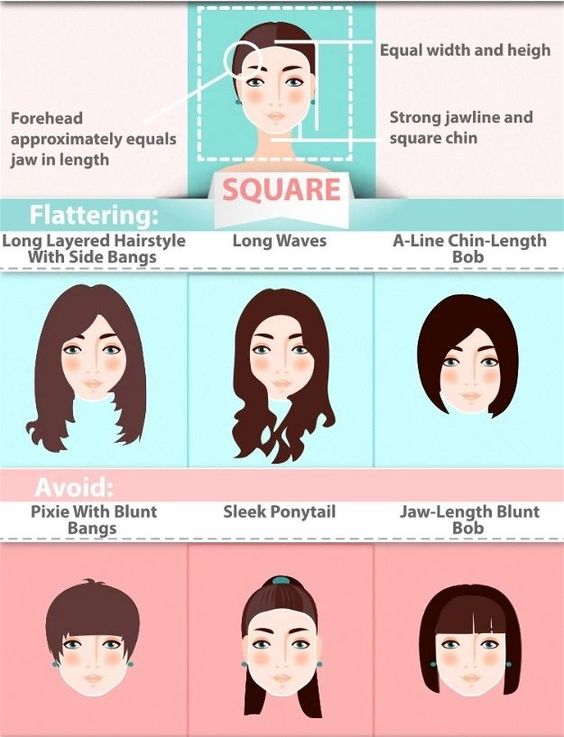 Equal width and heigh
Forehead
approximately equals
jaw in length
Strong jawline and
square chin
SQUARE
Flattering:
Long Layered Hairstyle
With Side Bangs
Long Waves
A-Line Chin-Length
Bob
Avoid:
Pixie With Blunt
Bangs
Sleek Ponytail
Jaw-Length Blunt
Bob